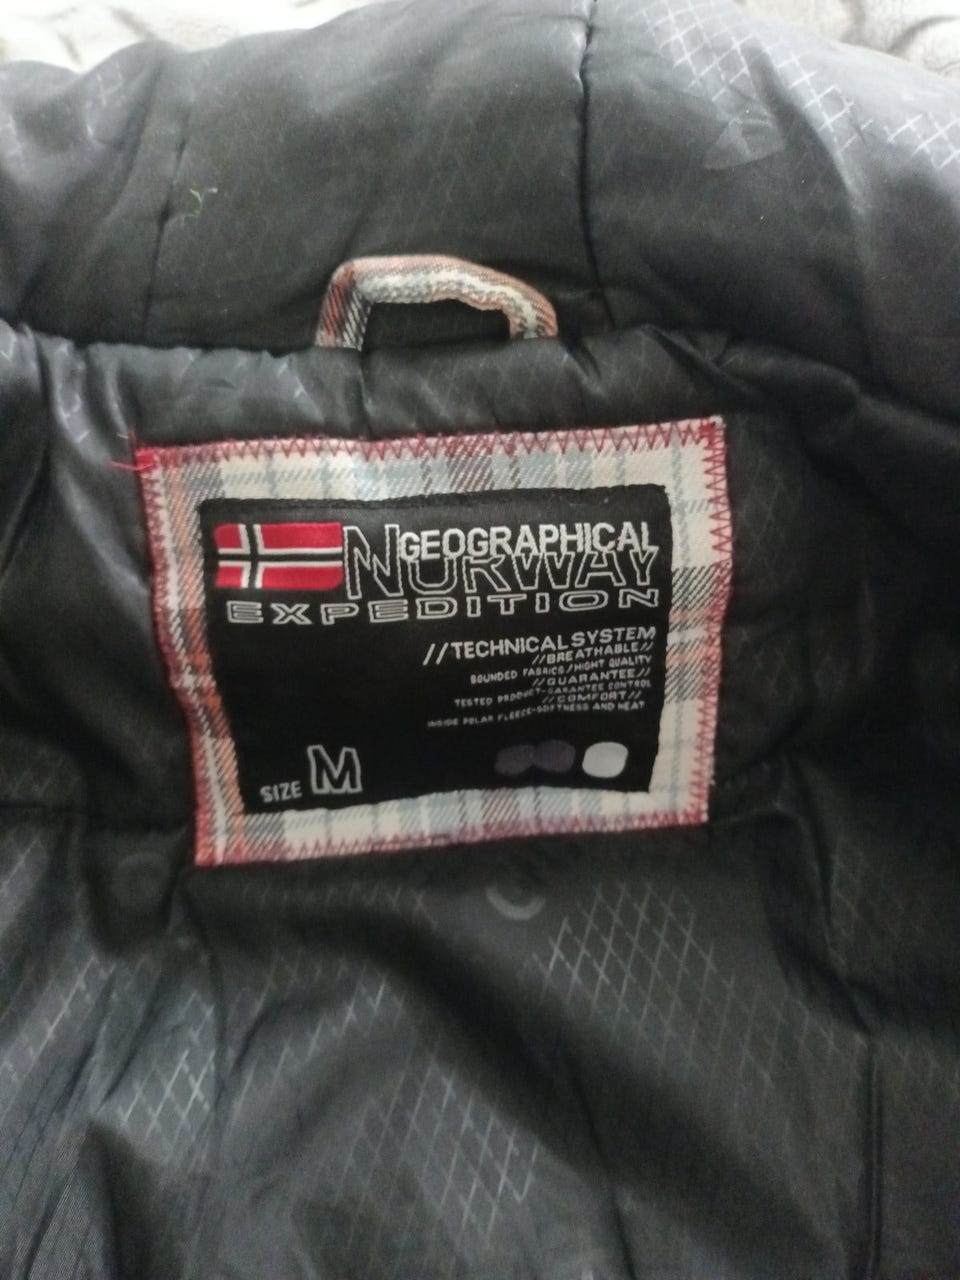 GEOGRAPHICAL
NORWAY
EXPEDITION
//TECHNICAL SYSTEM
//BREATHABLE//
BOUNDED FABRICS/HIGHT QUALITY
//GUARANTEE//
TESTED PRODUCT-GARANTEE CONTROL
//COMFORT//
INSIDE POLAR FLEECE-SOFTNESS AND HEAT
SIZE M